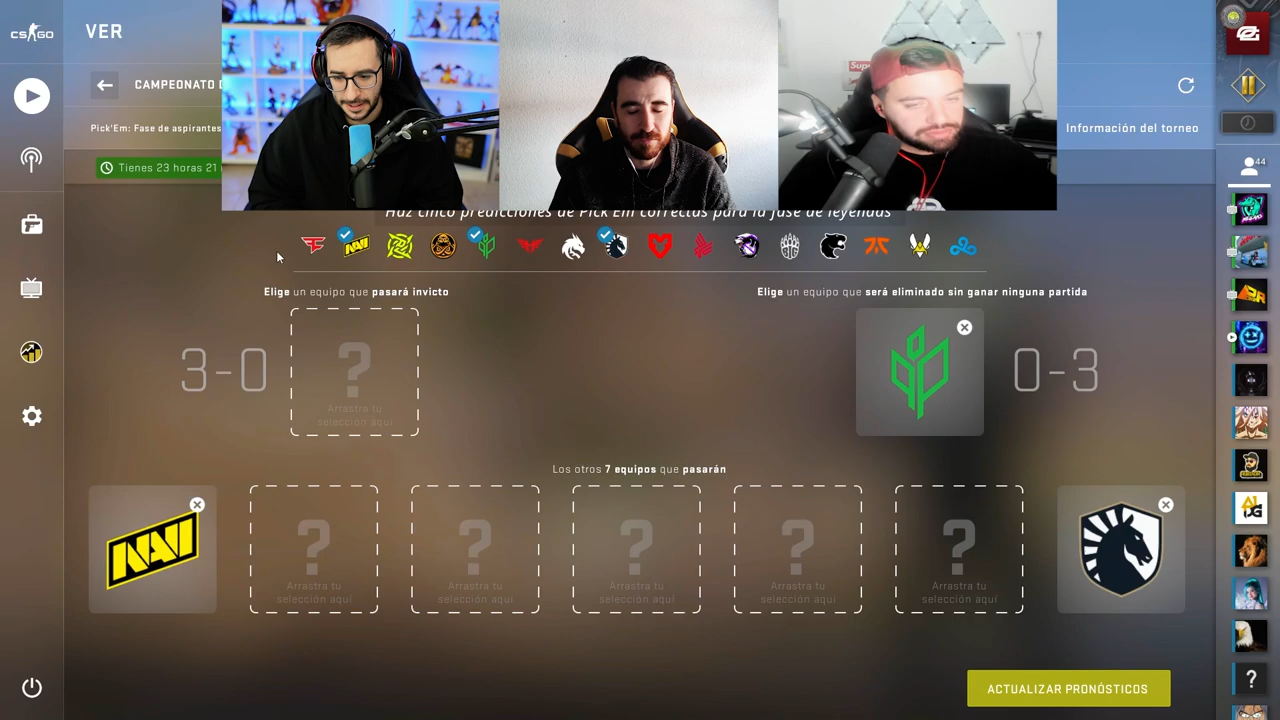 CS GO
VER
CAMPEONATO D
Pick'Em: Fase de aspirantes
Información del torneo
Tienes 23 horas 21
Haz cinco predicciones de Pick'Em correctas para la fase de leyendas
44
Elige un equipo que pasará invicto
Elige un equipo que será eliminado sin ganar ninguna partida
3-0
?
Arrastra tu
selección aquí
0-3
Los otros 7 equipos que pasarán
NAVI
?
Arrastra tu
selección aquí
?
Arrastra tu
selección aquí
?
Arrastra tu
selección aquí
?
Arrastra tu
selección aquí
?
Arrastra tu
selección aquí
?
ACTUALIZAR PRONÓSTICOS